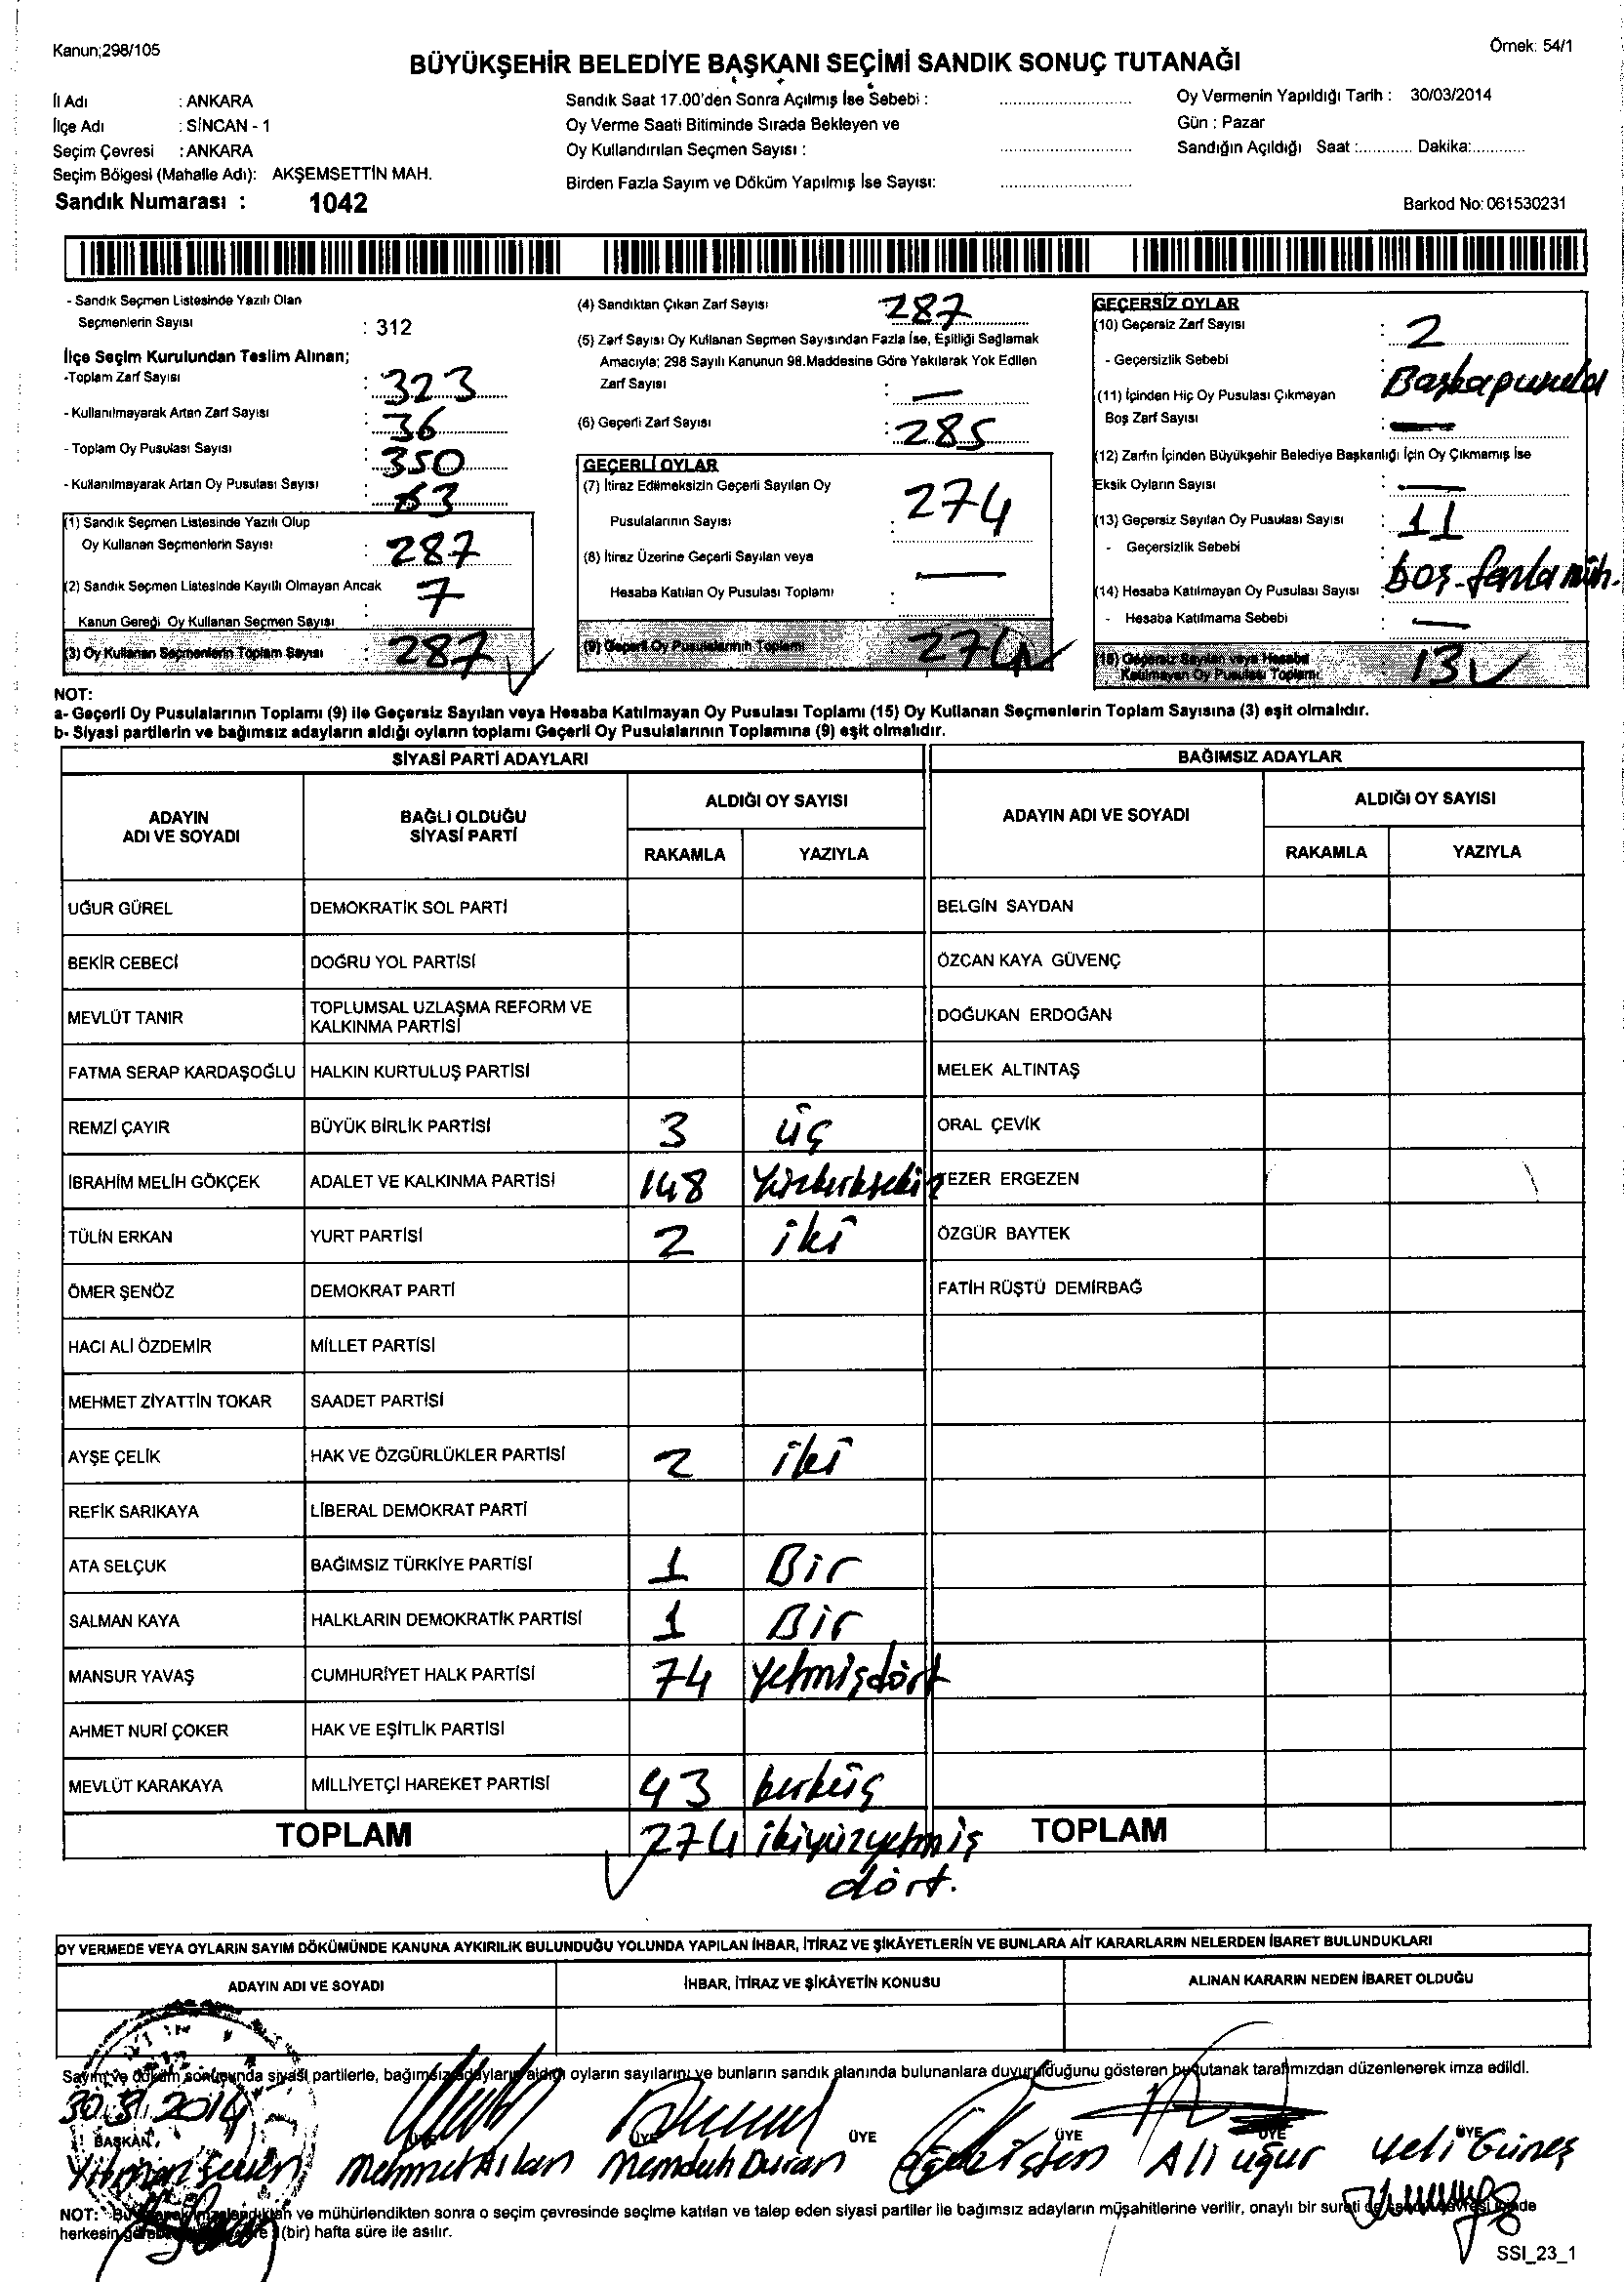 Kanun;298/105
Örnek: 54/1
BÜYÜKŞEHİR BELEDİYE BAŞKANI SEÇİMİ SANDIK SONUÇ TUTANAĞI
İl Adı : ANKARA
İlçe Adı : SİNCAN - 1
Seçim Çevresi : ANKARA
Seçim Bölgesi (Mahalle Adı): AKŞEMSETTİN MAH.
Sandık Numarası : 1042
Sandık Saat 17.00'den Sonra Açılmış İse Sebebi :
Oy Verme Saati Bitiminde Sırada Bekleyen ve
Oy Kullandırılan Seçmen Sayısı :
Birden Fazla Sayım ve Döküm Yapılmış İse Sayısı:
Oy Vermenin Yapıldığı Tarih : 30/03/2014
Gün : Pazar
Sandığın Açıldığı Saat :............ Dakika:............
Barkod No: 061530231
- Sandık Seçmen Listesinde Yazılı Olan
Seçmenlerin Sayısı : 312
İlçe Seçim Kurulundan Teslim Alınan;
-Toplam Zarf Sayısı : 323
- Kullanılmayarak Artan Zarf Sayısı : 36
- Toplam Oy Pusulası Sayısı : 350
- Kullanılmayarak Artan Oy Pusulası Sayısı : 63
(1) Sandık Seçmen Listesinde Yazılı Olup
Oy Kullanan Seçmenlerin Sayısı : 287
(2) Sandık Seçmen Listesinde Kayıtlı Olmayan Ancak
Kanun Gereği Oy Kullanan Seçmen Sayısı : 7
(3) Oy Kullanan Seçmenlerin Toplam Sayısı : 287
(4) Sandıktan Çıkan Zarf Sayısı 287
(5) Zarf Sayısı Oy Kullanan Seçmen Sayısından Fazla İse, Eşitliği Sağlamak
Amacıyla; 298 Sayılı Kanunun 98.Maddesine Göre Yakılarak Yok Edilen
Zarf Sayısı : —
(6) Geçerli Zarf Sayısı : 285
GEÇERLİ OYLAR
(7) İtiraz Edilmeksizin Geçerli Sayılan Oy
Pusulalarının Sayısı : 274
(8) İtiraz Üzerine Geçerli Sayılan veya
Hesaba Katılan Oy Pusulası Toplamı : —
(9) Geçerli Oy Pusulalarının Toplamı 274
GEÇERSİZ OYLAR
(10) Geçersiz Zarf Sayısı : 2
- Geçersizlik Sebebi : Başka pusula
(11) İçinden Hiç Oy Pusulası Çıkmayan
Boş Zarf Sayısı : —
(12) Zarfın İçinden Büyükşehir Belediye Başkanlığı İçin Oy Çıkmamış İse
Eksik Oyların Sayısı : —
(13) Geçersiz Sayılan Oy Pusulası Sayısı : 11
- Geçersizlik Sebebi : boş-fazla müh.
(14) Hesaba Katılmayan Oy Pusulası Sayısı :
- Hesaba Katılmama Sebebi : —
(15) Geçersiz Sayılan veya Hesaba
Katılmayan Oy Pusulası Toplamı : 13
NOT:
a- Geçerli Oy Pusulalarının Toplamı (9) ile Geçersiz Sayılan veya Hesaba Katılmayan Oy Pusulası Toplamı (15) Oy Kullanan Seçmenlerin Toplam Sayısına (3) eşit olmalıdır.
b- Siyasi partilerin ve bağımsız adayların aldığı oyların toplamı Geçerli Oy Pusulalarının Toplamına (9) eşit olmalıdır.
SİYASİ PARTİ ADAYLARI
BAĞIMSIZ ADAYLAR
ADAYIN ADI VE SOYADI
BAĞLI OLDUĞU SİYASİ PARTİ
ALDIĞI OY SAYISI
RAKAMLA YAZIYLA
ADAYIN ADI VE SOYADI
ALDIĞI OY SAYISI
RAKAMLA YAZIYLA
UĞUR GÜREL DEMOKRATİK SOL PARTİ BELGİN SAYDAN
BEKİR CEBECİ DOĞRU YOL PARTİSİ ÖZCAN KAYA GÜVENÇ
MEVLÜT TANIR TOPLUMSAL UZLAŞMA REFORM VE KALKINMA PARTİSİ DOĞUKAN ERDOĞAN
FATMA SERAP KARDAŞOĞLU HALKIN KURTULUŞ PARTİSİ MELEK ALTINTAŞ
REMZİ ÇAYIR BÜYÜK BİRLİK PARTİSİ 3 üç ORAL ÇEVİK
İBRAHİM MELİH GÖKÇEK ADALET VE KALKINMA PARTİSİ 148 TEZER ERGEZEN
TÜLİN ERKAN YURT PARTİSİ 2 iki ÖZGÜR BAYTEK
ÖMER ŞENÖZ DEMOKRAT PARTİ FATİH RÜŞTÜ DEMİRBAĞ
HACI ALİ ÖZDEMİR MİLLET PARTİSİ
MEHMET ZİYATTİN TOKAR SAADET PARTİSİ
AYŞE ÇELİK HAK VE ÖZGÜRLÜKLER PARTİSİ 2 iki
REFİK SARIKAYA LİBERAL DEMOKRAT PARTİ
ATA SELÇUK BAĞIMSIZ TÜRKİYE PARTİSİ 1 Bir
SALMAN KAYA HALKLARIN DEMOKRATİK PARTİSİ 1 Bir
MANSUR YAVAŞ CUMHURİYET HALK PARTİSİ 74 Yetmişdört
AHMET NURİ ÇOKER HAK VE EŞİTLİK PARTİSİ
MEVLÜT KARAKAYA MİLLİYETÇİ HAREKET PARTİSİ 43 kırküç
TOPLAM 274 ikiyüzyetmiş TOPLAM
dört.
OY VERMEDE VEYA OYLARIN SAYIM DÖKÜMÜNDE KANUNA AYKIRILIK BULUNDUĞU YOLUNDA YAPILAN İHBAR, İTİRAZ VE ŞİKÂYETLERİN VE BUNLARA AİT KARARLARIN NELERDEN İBARET BULUNDUKLARI
ADAYIN ADI VE SOYADI İHBAR, İTİRAZ VE ŞİKÂYETİN KONUSU ALINAN KARARIN NEDEN İBARET OLDUĞU
Sayım ve döküm sonucunda siyasi partilerle, bağımsız adayların aldığı oyların sayılarını ve bunların sandık alanında bulunanlara duyurulduğunu gösteren bu tutanak tarafımızdan düzenlenerek imza edildi.
30.3.2014
BAŞKAN ÜYE ÜYE ÜYE ÜYE ÜYE
Mehmet Aslan Memduh Duran Ali uğur Veli Güneş
NOT: ve mühürlendikten sonra o seçim çevresinde seçime katılan ve talep eden siyasi partiler ile bağımsız adayların müşahitlerine verilir, onaylı bir sureti
herkesin (bir) hafta süre ile asılır.
SSI_23_1